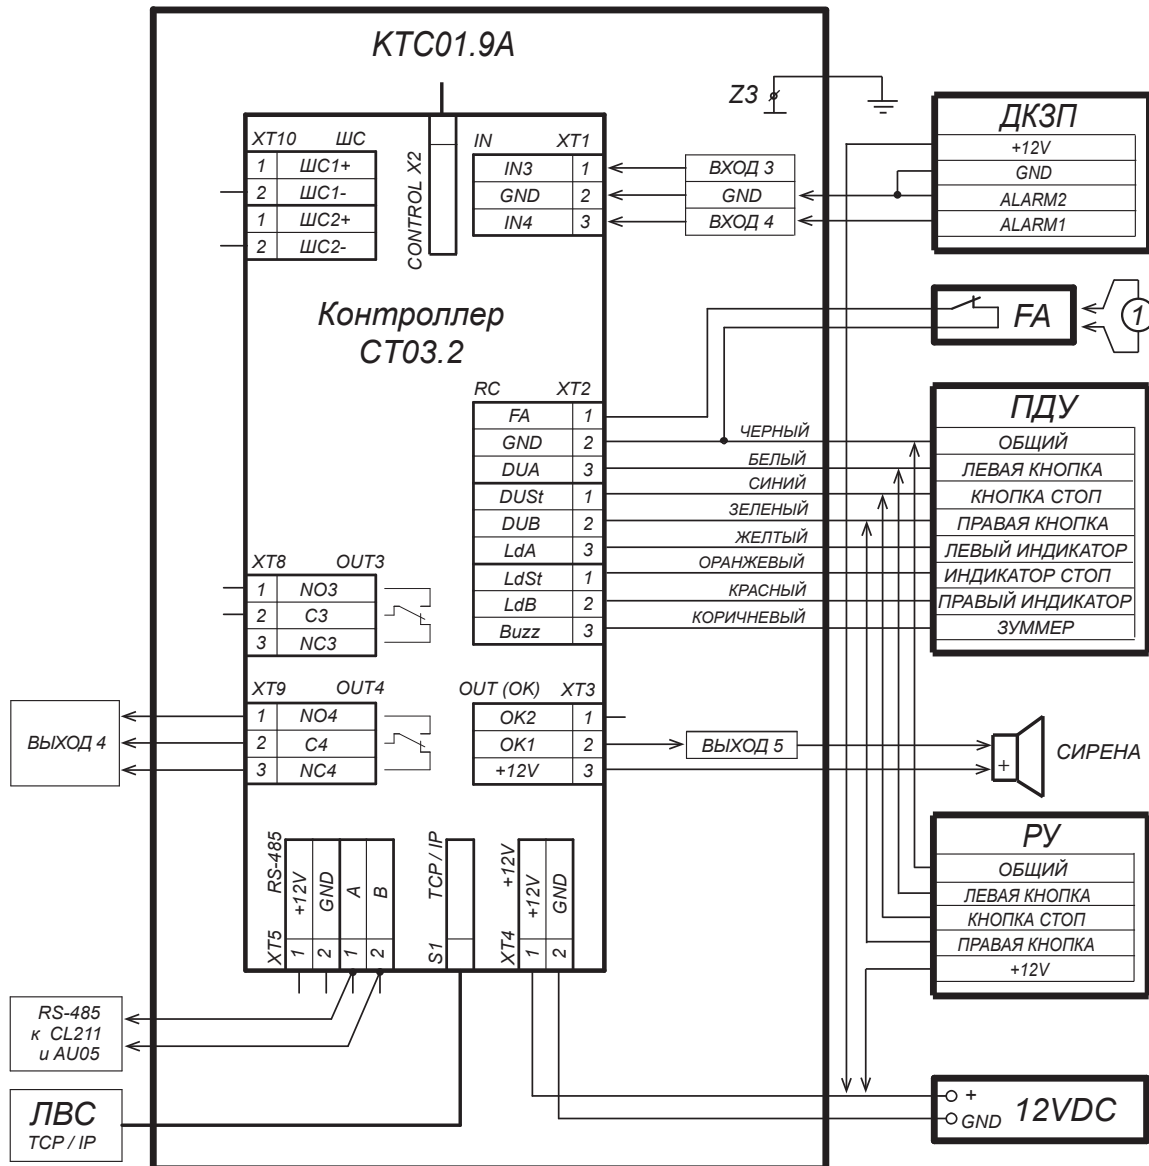 KTC01.9A
Z3
XT10 ШС
1 ШС1+
2 ШС1-
1 ШС2+
2 ШС2-
CONTROL X2
IN XT1
IN3 1
GND 2
IN4 3
ВХОД 3
GND
ВХОД 4
ДКЗП
+12V
GND
ALARM2
ALARM1
Контроллер
СТ03.2
FA
1
RC XT2
FA 1
GND 2
DUA 3
DUSt 1
DUB 2
LdA 3
LdSt 1
LdB 2
Buzz 3
ЧЕРНЫЙ
БЕЛЫЙ
СИНИЙ
ЗЕЛЕНЫЙ
ЖЕЛТЫЙ
ОРАНЖЕВЫЙ
КРАСНЫЙ
КОРИЧНЕВЫЙ
ПДУ
ОБЩИЙ
ЛЕВАЯ КНОПКА
КНОПКА СТОП
ПРАВАЯ КНОПКА
ЛЕВЫЙ ИНДИКАТОР
ИНДИКАТОР СТОП
ПРАВЫЙ ИНДИКАТОР
ЗУММЕР
XT8 OUT3
1 NO3
2 C3
3 NC3
XT9 OUT4
1 NO4
2 C4
3 NC4
ВЫХОД 4
OUT (OK) XT3
OK2 1
OK1 2
+12V 3
ВЫХОД 5
+
СИРЕНА
РУ
ОБЩИЙ
ЛЕВАЯ КНОПКА
КНОПКА СТОП
ПРАВАЯ КНОПКА
+12V
XT5 RS-485
1 +12V
2 GND
1 A
2 B
S1 TCP / IP
XT4 +12V
1 +12V
2 GND
RS-485
к CL211
и AU05
ЛВС
TCP / IP
+
GND
12VDC